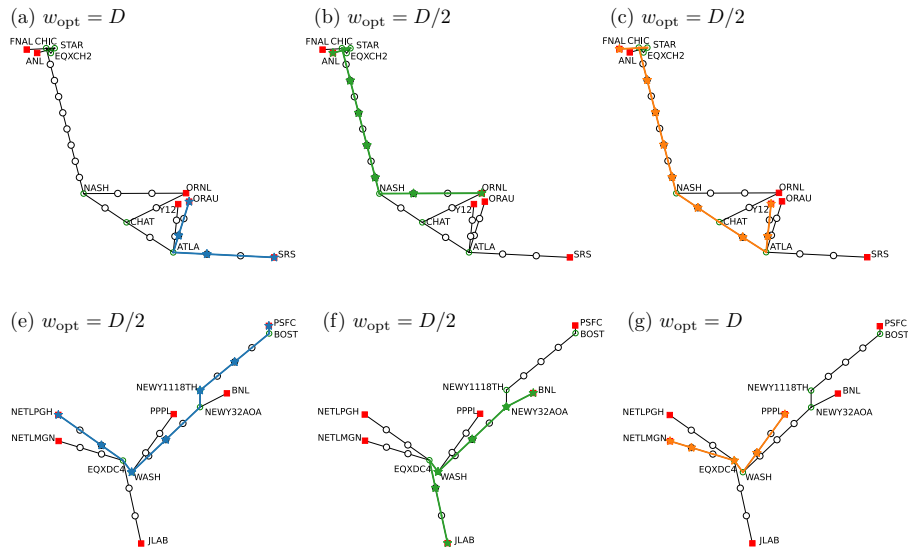 (a) w_opt = D
FNAL CHIC STAR
EQXCH2
ANL
NASH
ORNL
ORAU
Y12
CHAT
ATLA
SRS
(b) w_opt = D/2
FNAL CHIC STAR
EQXCH2
ANL
NASH
ORNL
ORAU
Y12
CHAT
ATLA
SRS
(c) w_opt = D/2
FNAL CHIC STAR
EQXCH2
ANL
NASH
ORNL
ORAU
Y12
CHAT
ATLA
SRS
(e) w_opt = D/2
PSFC
BOST
NEWY1118TH
BNL
NETLPGH
PPPL
NEWY32AOA
NETLMGN
EQXDC4
WASH
JLAB
(f) w_opt = D/2
PSFC
BOST
NEWY1118TH
BNL
NETLPGH
PPPL
NEWY32AOA
NETLMGN
EQXDC4
WASH
JLAB
(g) w_opt = D
PSFC
BOST
NEWY1118TH
BNL
NETLPGH
PPPL
NEWY32AOA
NETLMGN
EQXDC4
WASH
JLAB